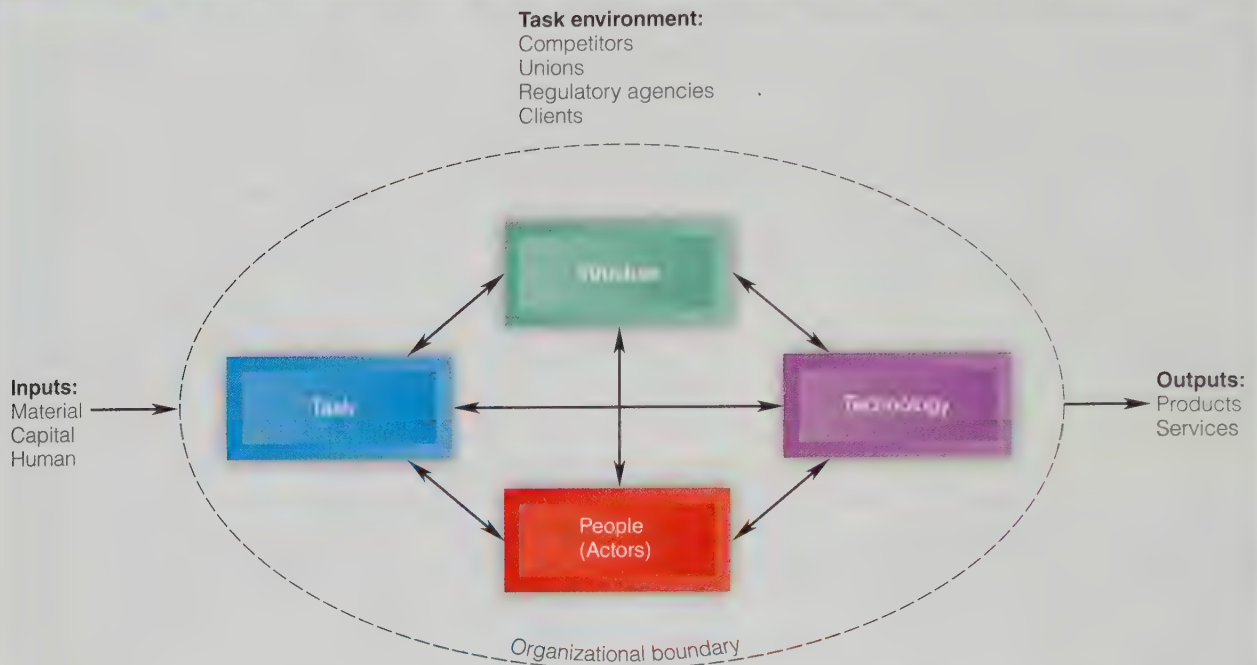 Task environment:
Competitors
Unions
Regulatory agencies
Clients
Structure
Inputs:
Material
Capital
Human
Task
Technology
Outputs:
Products
Services
People
(Actors)
Organizational boundary